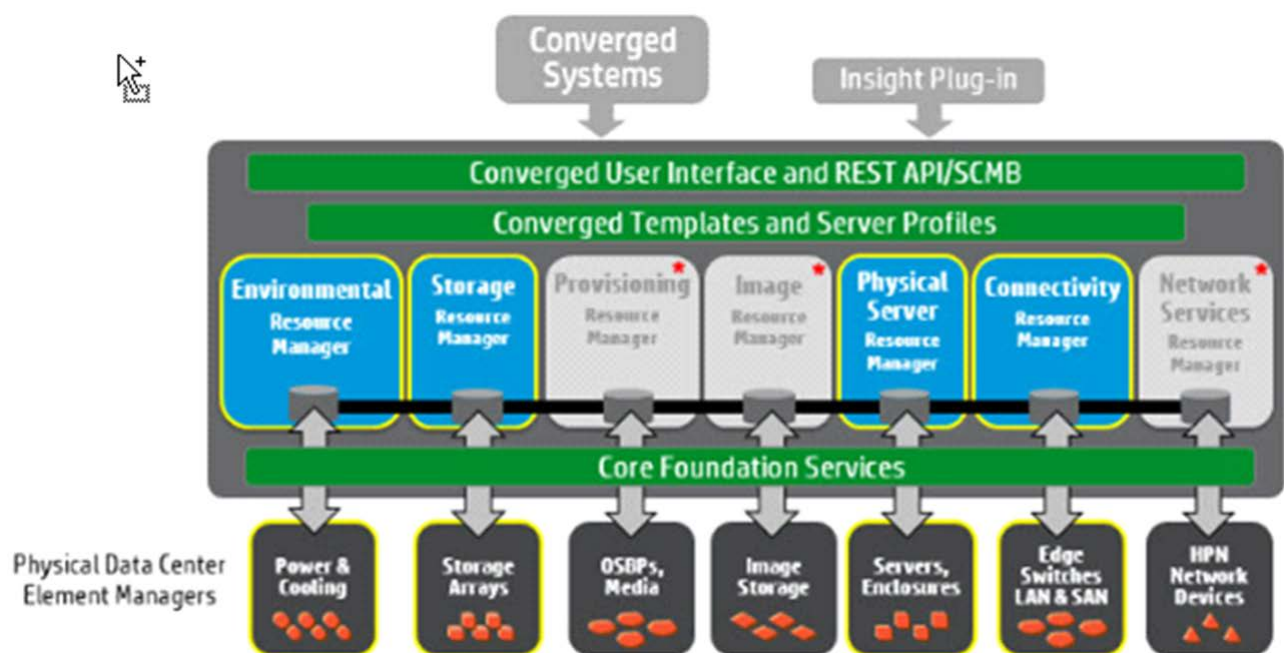 Converged
Systems
Insight Plug-in
Converged User Interface and REST API/SCMB
Converged Templates and Server Profiles
Environmental
Resource
Manager
Storage
Resource
Manager
Provisioning *
Resource
Manager
Image *
Resource
Manager
Physical
Server
Resource
Manager
Connectivity
Resource
Manager
Network *
Services
Resource
Manager
Core Foundation Services
Physical Data Center
Element Managers
Power &
Cooling
Storage
Arrays
OSBPs,
Media
Image
Storage
Servers,
Enclosures
Edge
Switches
LAN & SAN
HPN
Network
Devices